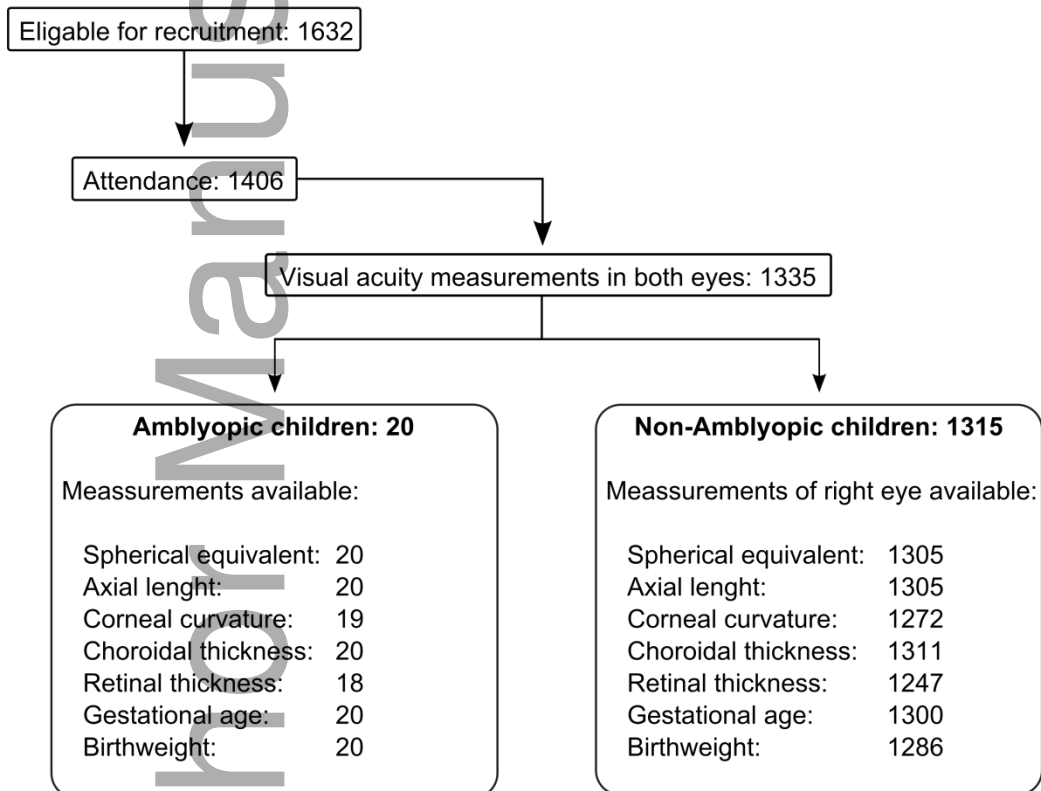 Eligable for recruitment: 1632
Attendance: 1406
Visual acuity measurements in both eyes: 1335
Amblyopic children: 20
Meassurements available:
Spherical equivalent: 20
Axial lenght: 20
Corneal curvature: 19
Choroidal thickness: 20
Retinal thickness: 18
Gestational age: 20
Birthweight: 20
Non-Amblyopic children: 1315
Meassurements of right eye available:
Spherical equivalent: 1305
Axial lenght: 1305
Corneal curvature: 1272
Choroidal thickness: 1311
Retinal thickness: 1247
Gestational age: 1300
Birthweight: 1286
hor Manus